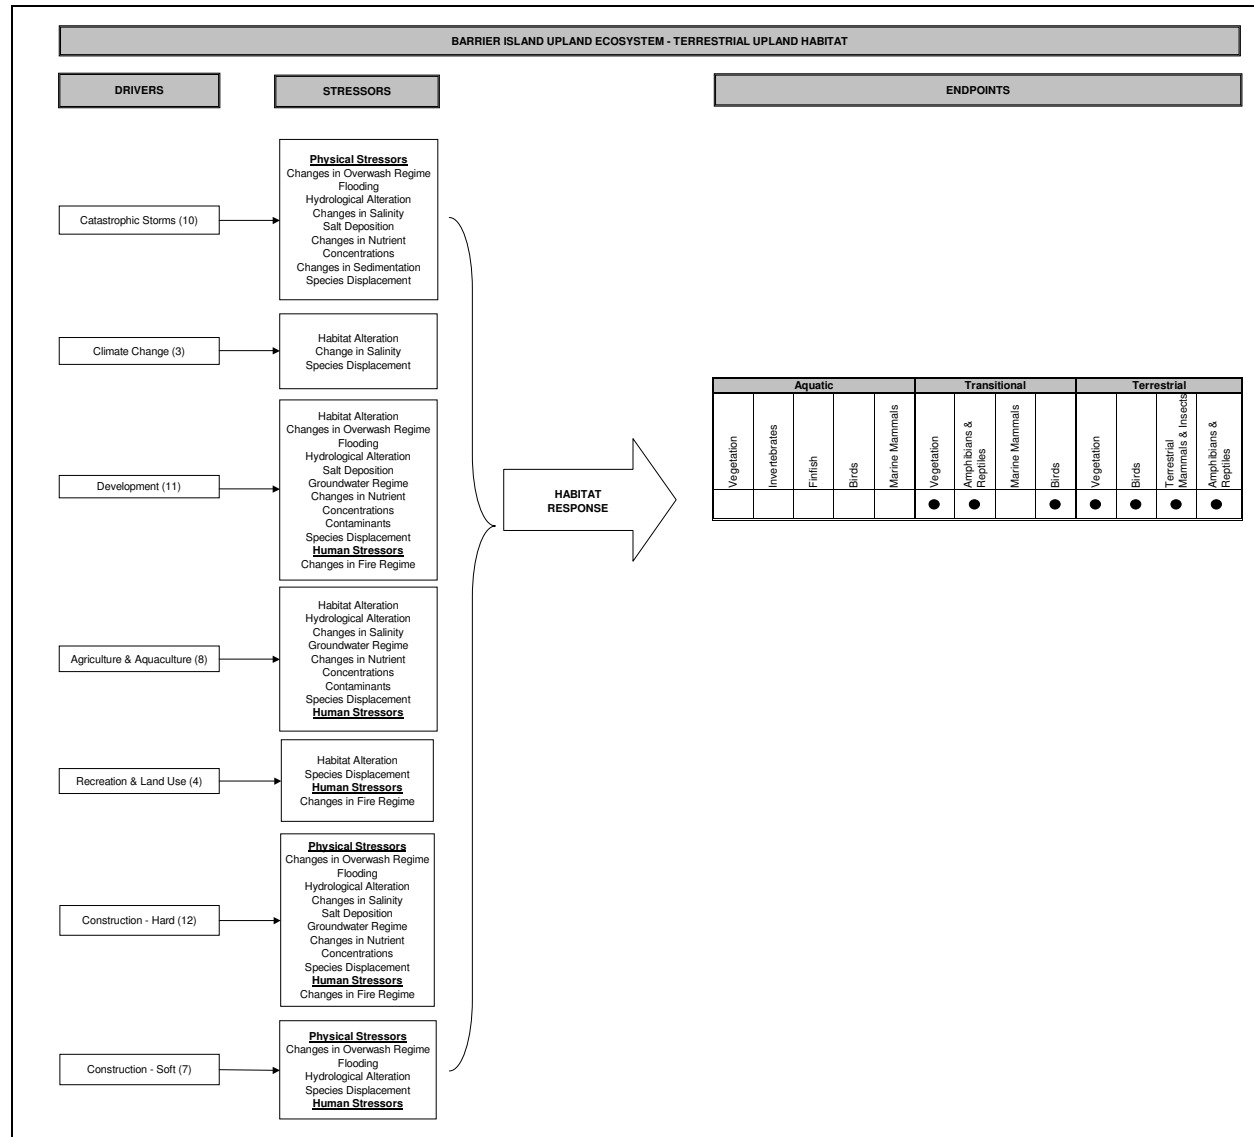 BARRIER ISLAND UPLAND ECOSYSTEM - TERRESTRIAL UPLAND HABITAT
DRIVERS
STRESSORS
ENDPOINTS
Catastrophic Storms (10)
Physical Stressors
Changes in Overwash Regime
Flooding
Hydrological Alteration
Changes in Salinity
Salt Deposition
Changes in Nutrient
Concentrations
Changes in Sedimentation
Species Displacement
Climate Change (3)
Habitat Alteration
Change in Salinity
Species Displacement
Development (11)
Habitat Alteration
Changes in Overwash Regime
Flooding
Hydrological Alteration
Salt Deposition
Groundwater Regime
Changes in Nutrient
Concentrations
Contaminants
Species Displacement
Human Stressors
Changes in Fire Regime
Agriculture & Aquaculture (8)
Habitat Alteration
Hydrological Alteration
Changes in Salinity
Groundwater Regime
Changes in Nutrient
Concentrations
Contaminants
Species Displacement
Human Stressors
Recreation & Land Use (4)
Habitat Alteration
Species Displacement
Human Stressors
Changes in Fire Regime
Construction - Hard (12)
Physical Stressors
Changes in Overwash Regime
Flooding
Hydrological Alteration
Changes in Salinity
Salt Deposition
Groundwater Regime
Changes in Nutrient
Concentrations
Species Displacement
Human Stressors
Changes in Fire Regime
Construction - Soft (7)
Physical Stressors
Changes in Overwash Regime
Flooding
Hydrological Alteration
Species Displacement
Human Stressors
HABITAT
RESPONSE
Aquatic
Transitional
Terrestrial
Vegetation
Invertebrates
Finfish
Birds
Marine Mammals
Vegetation
Amphibians &
Reptiles
Marine Mammals
Birds
Vegetation
Birds
Terrestrial
Mammals & Insects
Amphibians &
Reptiles